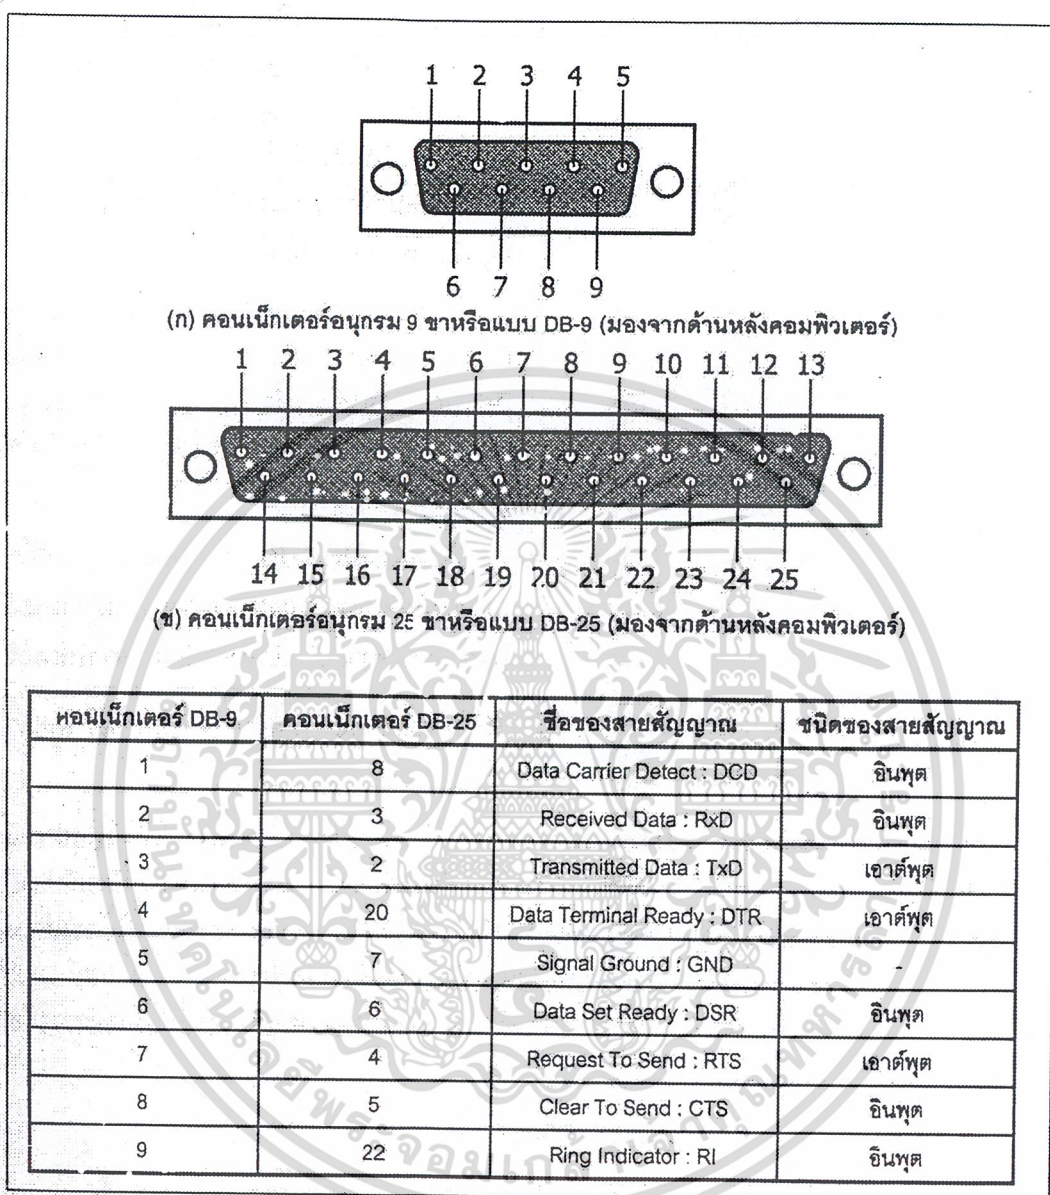 1 2 3 4 5
6 7 8 9
(ก) คอนเน็กเตอร์อนุกรม 9 ขาหรือแบบ DB-9 (มองจากด้านหลังคอมพิวเตอร์)
1 2 3 4 5 6 7 8 9 10 11 12 13
14 15 16 17 18 19 20 21 22 23 24 25
(ข) คอนเน็กเตอร์อนุกรม 25 ขาหรือแบบ DB-25 (มองจากด้านหลังคอมพิวเตอร์)
คอนเน็กเตอร์ DB-9 คอนเน็กเตอร์ DB-25 ชื่อของสายสัญญาณ ชนิดของสายสัญญาณ
1 8 Data Carrier Detect : DCD อินพุต
2 3 Received Data : RxD อินพุต
3 2 Transmitted Data : TxD เอาต์พุต
4 20 Data Terminal Ready : DTR เอาต์พุต
5 7 Signal Ground : GND -
6 6 Data Set Ready : DSR อินพุต
7 4 Request To Send : RTS เอาต์พุต
8 5 Clear To Send : CTS อินพุต
9 22 Ring Indicator : RI อินพุต